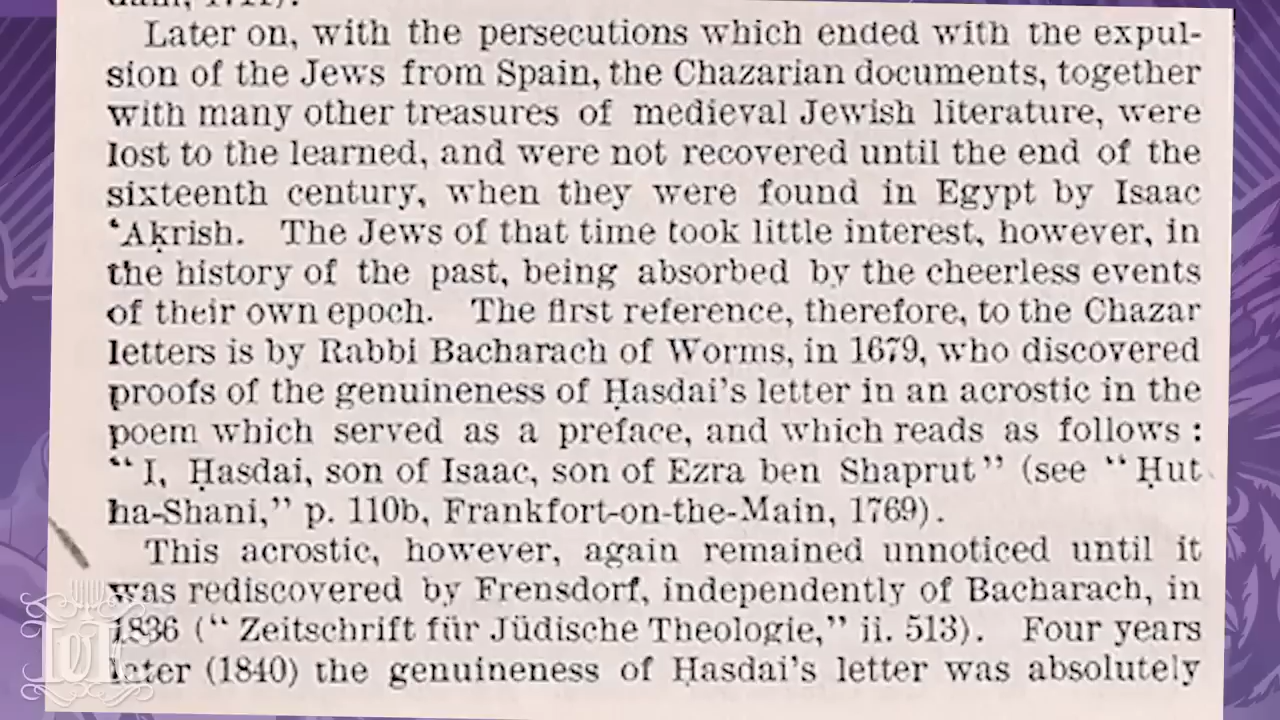 Later on, with the persecutions which ended with the expul-
sion of the Jews from Spain, the Chazarian documents, together
with many other treasures of medieval Jewish literature, were
lost to the learned, and were not recovered until the end of the
sixteenth century, when they were found in Egypt by Isaac
‘Aḳrish. The Jews of that time took little interest, however, in
the history of the past, being absorbed by the cheerless events
of their own epoch. The first reference, therefore, to the Chazar
letters is by Rabbi Bacharach of Worms, in 1679, who discovered
proofs of the genuineness of Ḥasdai's letter in an acrostic in the
poem which served as a preface, and which reads as follows:
“I, Ḥasdai, son of Isaac, son of Ezra ben Shaprut” (see “Ḥut
ha-Shani,” p. 110b, Frankfort-on-the-Main, 1769).
This acrostic, however, again remained unnoticed until it
was rediscovered by Frensdorf, independently of Bacharach, in
1836 (“Zeitschrift für Jüdische Theologie,” ii. 513). Four years
later (1840) the genuineness of Ḥasdai's letter was absolutely